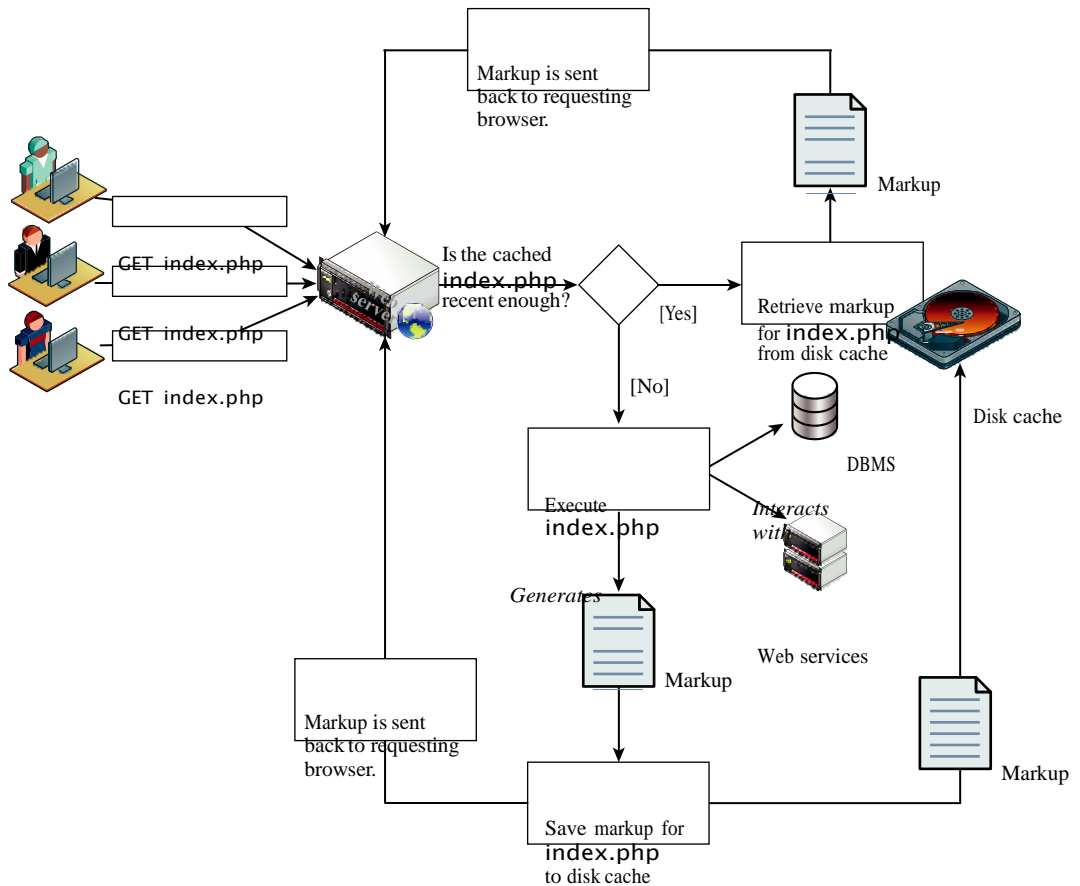 Markup is sent
back to requesting
browser.
Markup
GET index.php
GET index.php
GET index.php
Web
server
Is the cached
index.php
recent enough?
[Yes]
[No]
Retrieve markup
for index.php
from disk cache
Disk cache
DBMS
Execute
index.php
Interacts
with
Generates
Web services
Markup
Markup is sent
back to requesting
browser.
Markup
Save markup for
index.php
to disk cache